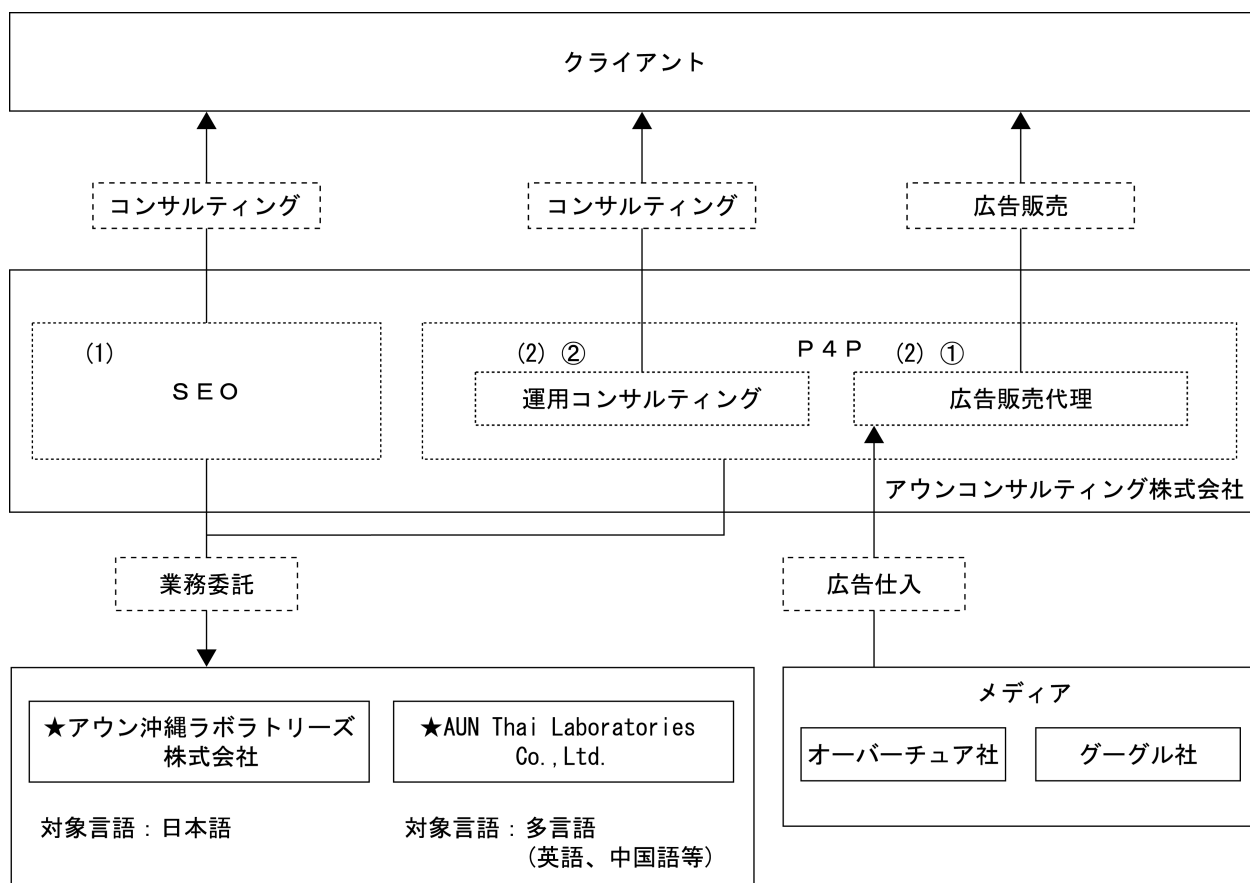 クライアント
コンサルティング
コンサルティング
広告販売
(1)
SEO
P4P
(2) ②
運用コンサルティング
(2) ①
広告販売代理
アウンコンサルティング株式会社
業務委託
広告仕入
★アウン沖縄ラボラトリーズ
株式会社
対象言語：日本語
★AUN Thai Laboratories
Co.,Ltd.
対象言語：多言語
(英語、中国語等)
メディア
オーバーチュア社
グーグル社